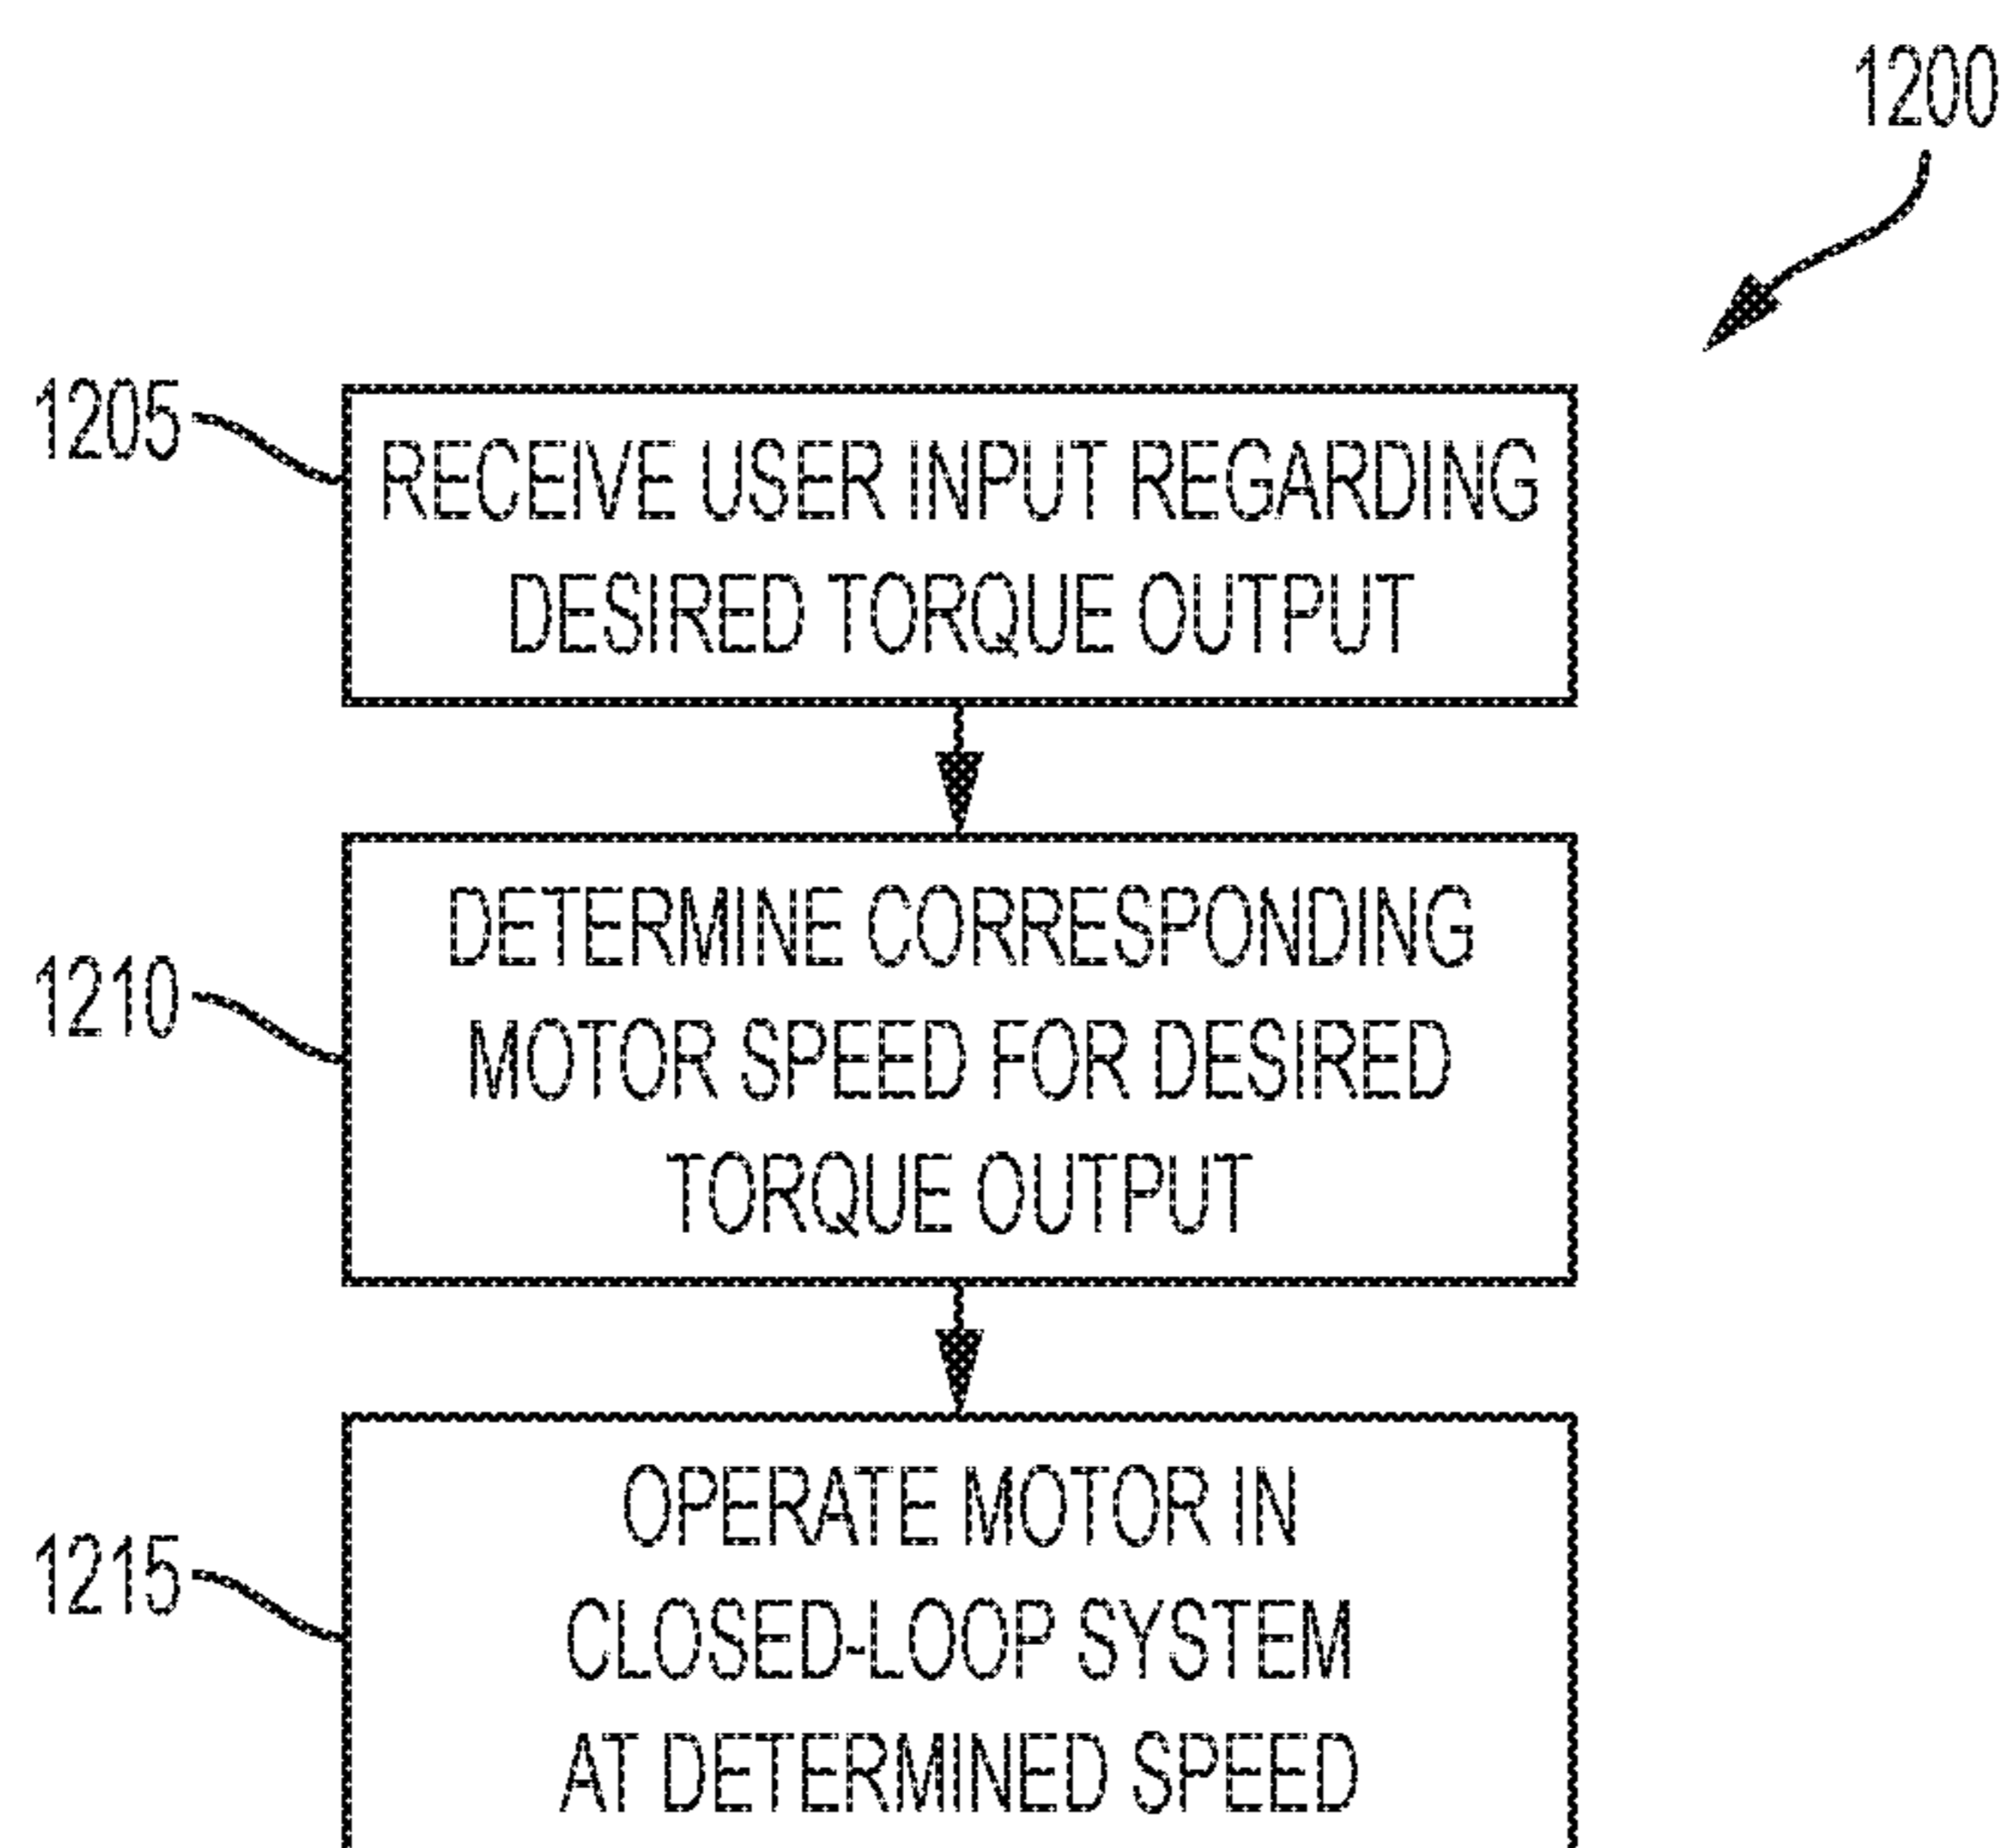 1200
1205
RECEIVE USER INPUT REGARDING
DESIRED TORQUE OUTPUT
1210
DETERMINE CORRESPONDING
MOTOR SPEED FOR DESIRED
TORQUE OUTPUT
1215
OPERATE MOTOR IN
CLOSED-LOOP SYSTEM
AT DETERMINED SPEED